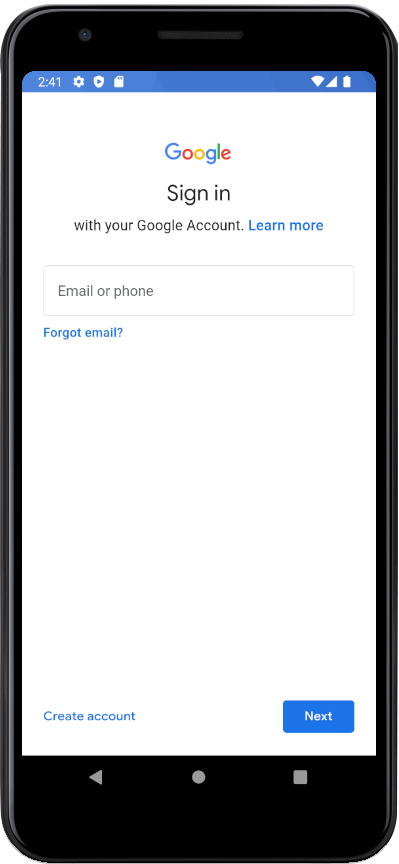 2:41
Google
Sign in
with your Google Account. Learn more
Email or phone
Forgot email?
Create account
Next